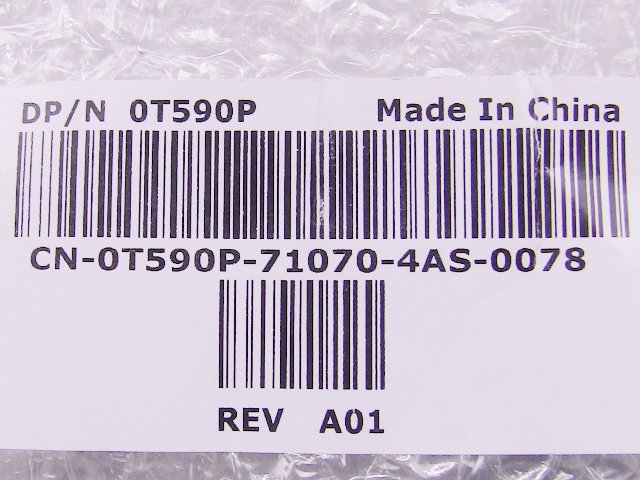 DP/N 0T590P Made In China
CN-0T590P-71070-4AS-0078
REV A01